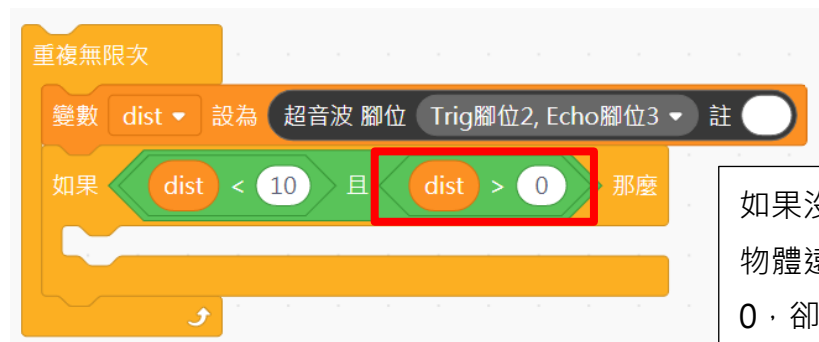 重複無限次
變數 dist 設為 超音波 腳位 Trig腳位2, Echo腳位3 註
如果 dist < 10 且 dist > 0 那麼
如果
物體
0，卻